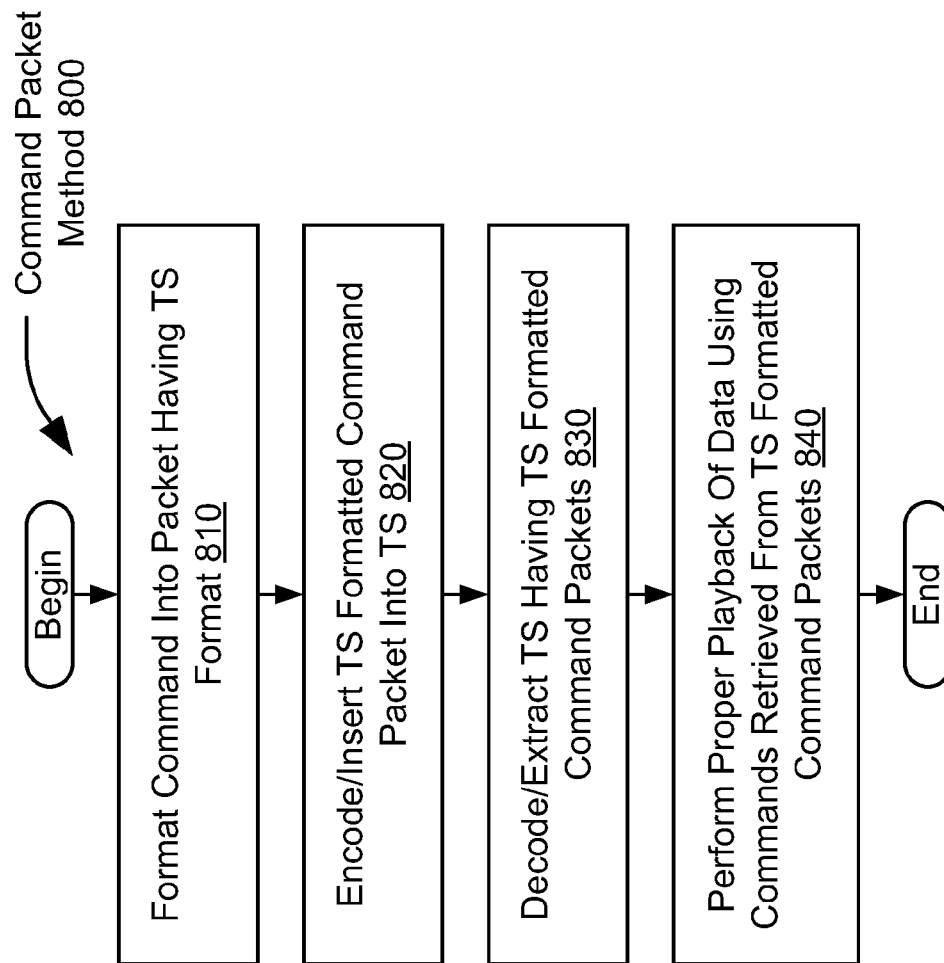 Command Packet
Method 800
Begin
Format Command Into Packet Having TS
Format 810
Encode/Insert TS Formatted Command
Packet Into TS 820
Decode/Extract TS Having TS Formatted
Command Packets 830
Perform Proper Playback Of Data Using
Commands Retrieved From TS Formatted
Command Packets 840
End